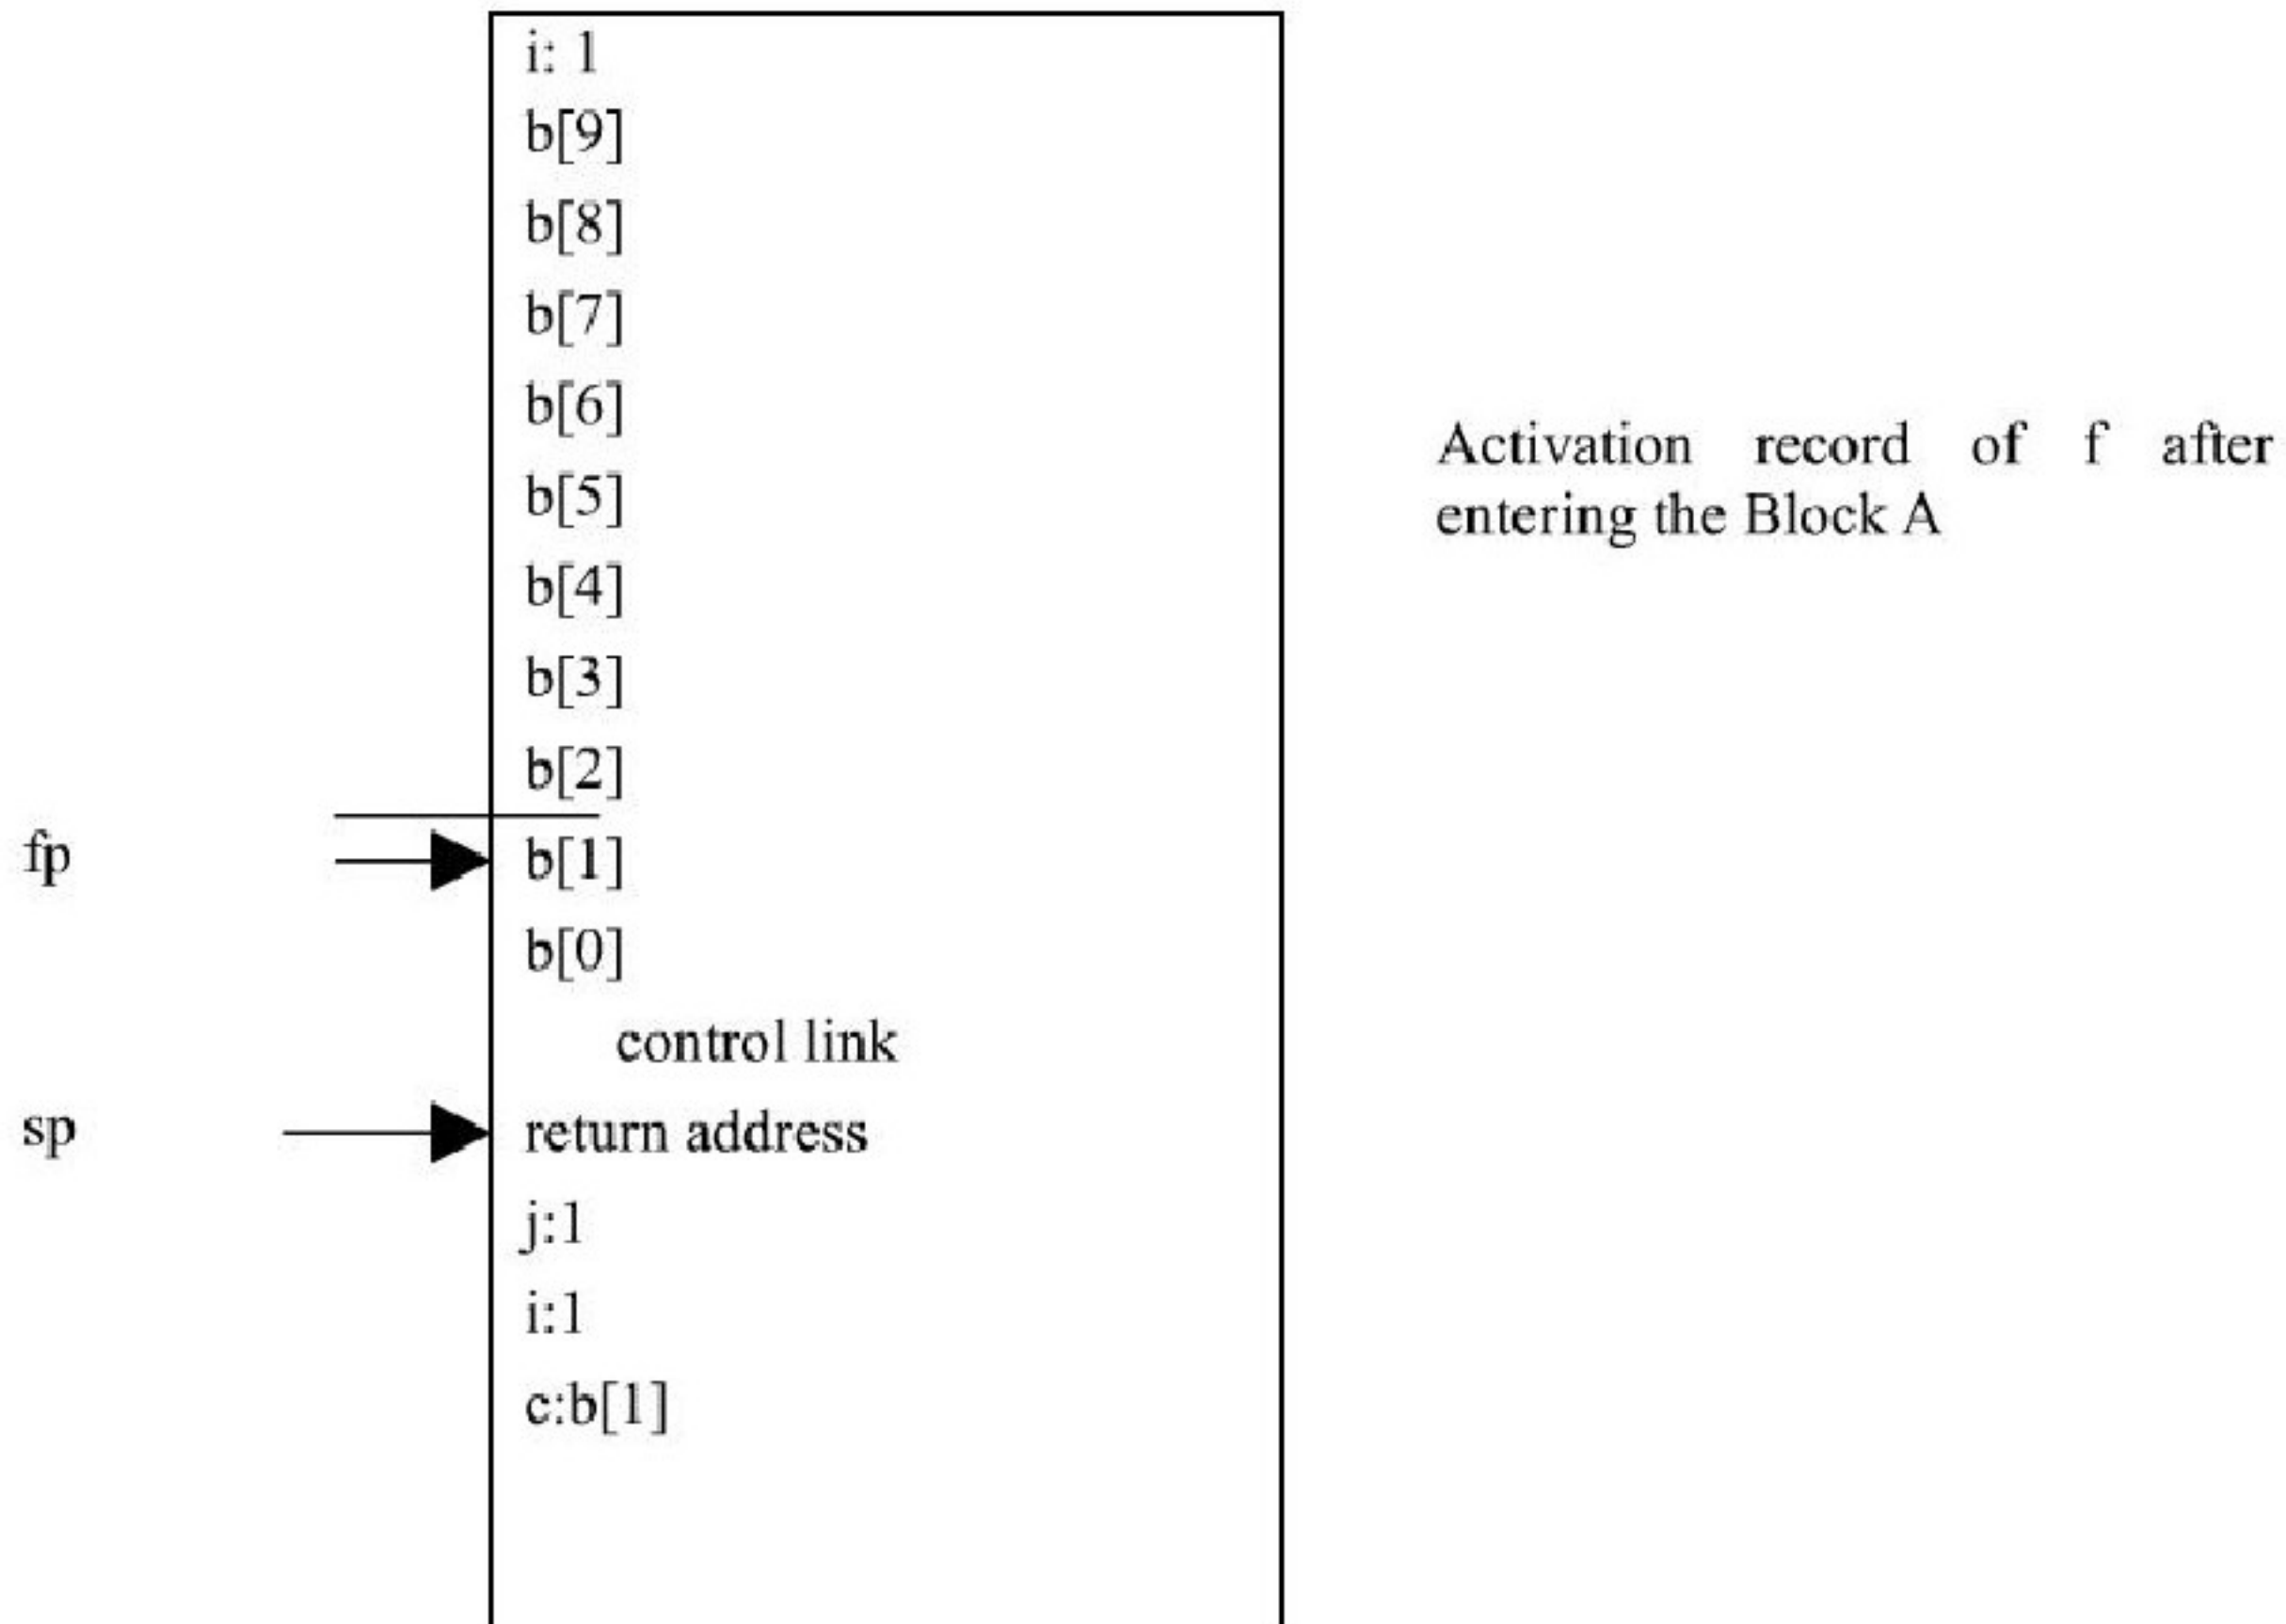 i: 1
b[9]
b[8]
b[7]
b[6]
b[5]
b[4]
b[3]
b[2]
fp
b[1]
b[0]
control link
sp
return address
j:1
i:1
c:b[1]
Activation record of f after
entering the Block A